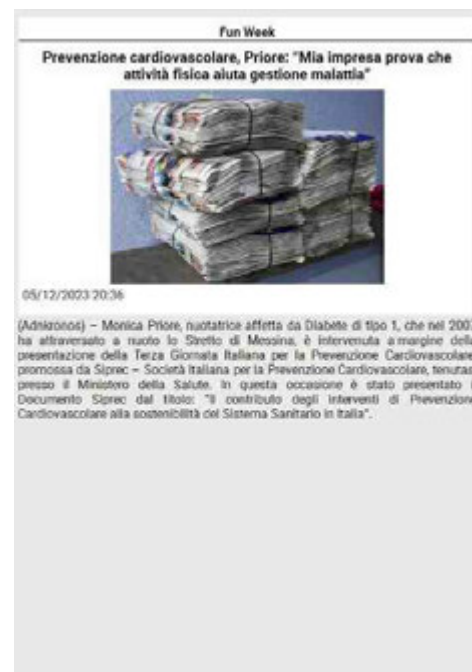 Fun Week
Prevenzione cardiovascolare, Priore: "Mia impresa prova che
attività fisica aiuta gestione malattia"
05/12/2023 20:36
(Adnkronos) – Monica Priore, nuotatrice affetta da Diabete di tipo 1, che nel 2007
ha attraversato a nuoto lo Stretto di Messina, è intervenuta a margine della
presentazione della Terza Giornata Italiana per la Prevenzione Cardiovascolare
promossa da Siprec – Società Italiana per la Prevenzione Cardiovascolare, tenutasi
presso il Ministero della Salute. In questa occasione è stato presentato
Documento Siprec dal titolo: "Il contributo degli interventi di Prevenzione
Cardiovascolare alla sostenibilità del Sistema Sanitario in Italia".